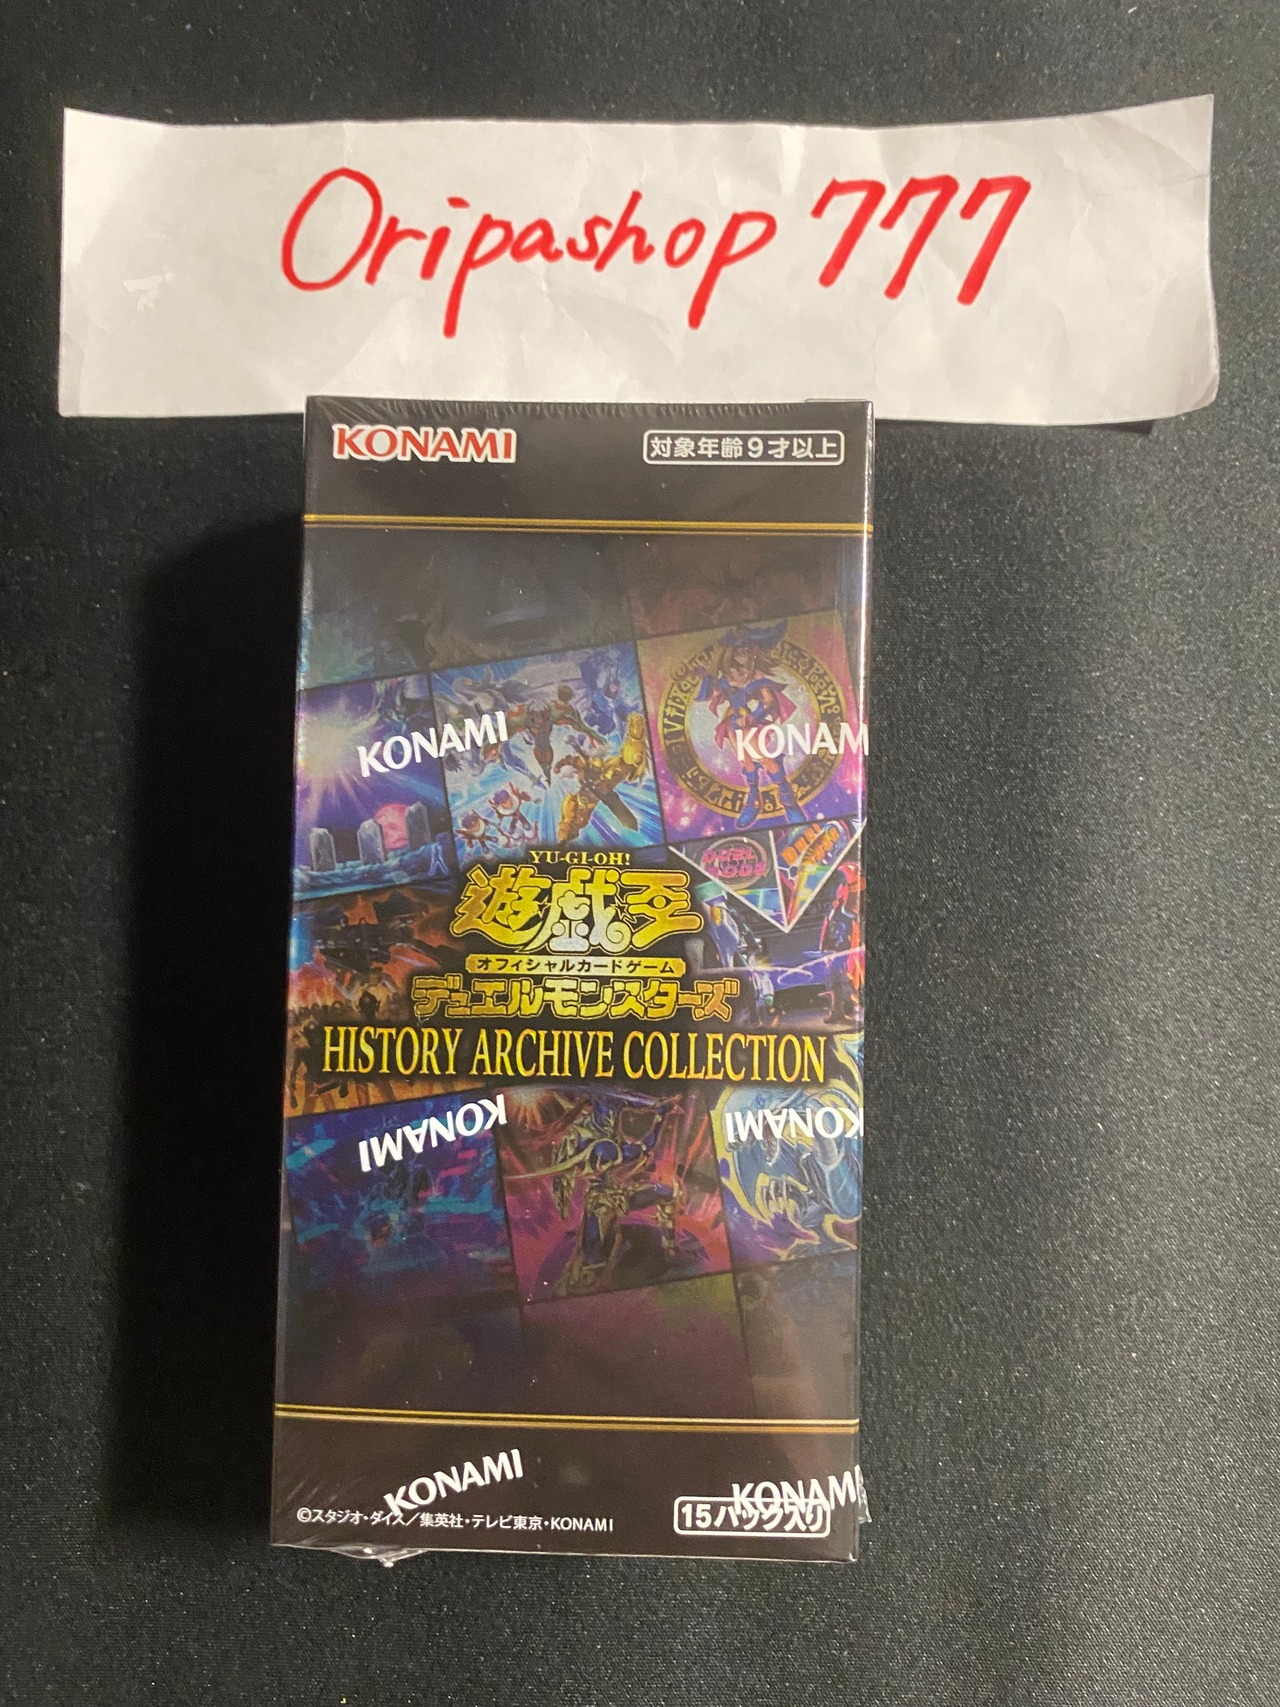 Oripashop 777
KONAMI
対象年齢9才以上
KONAMI
KONAM
YU-GI-OH!
遊戯王
オフィシャルカードゲーム
デュエルモンスターズ
HISTORY ARCHIVE COLLECTION
KONAMI
KONAMI
KONAMI
KONAMI
©スタジオ・ダイス/集英社・テレビ東京・KONAMI
15パック入り